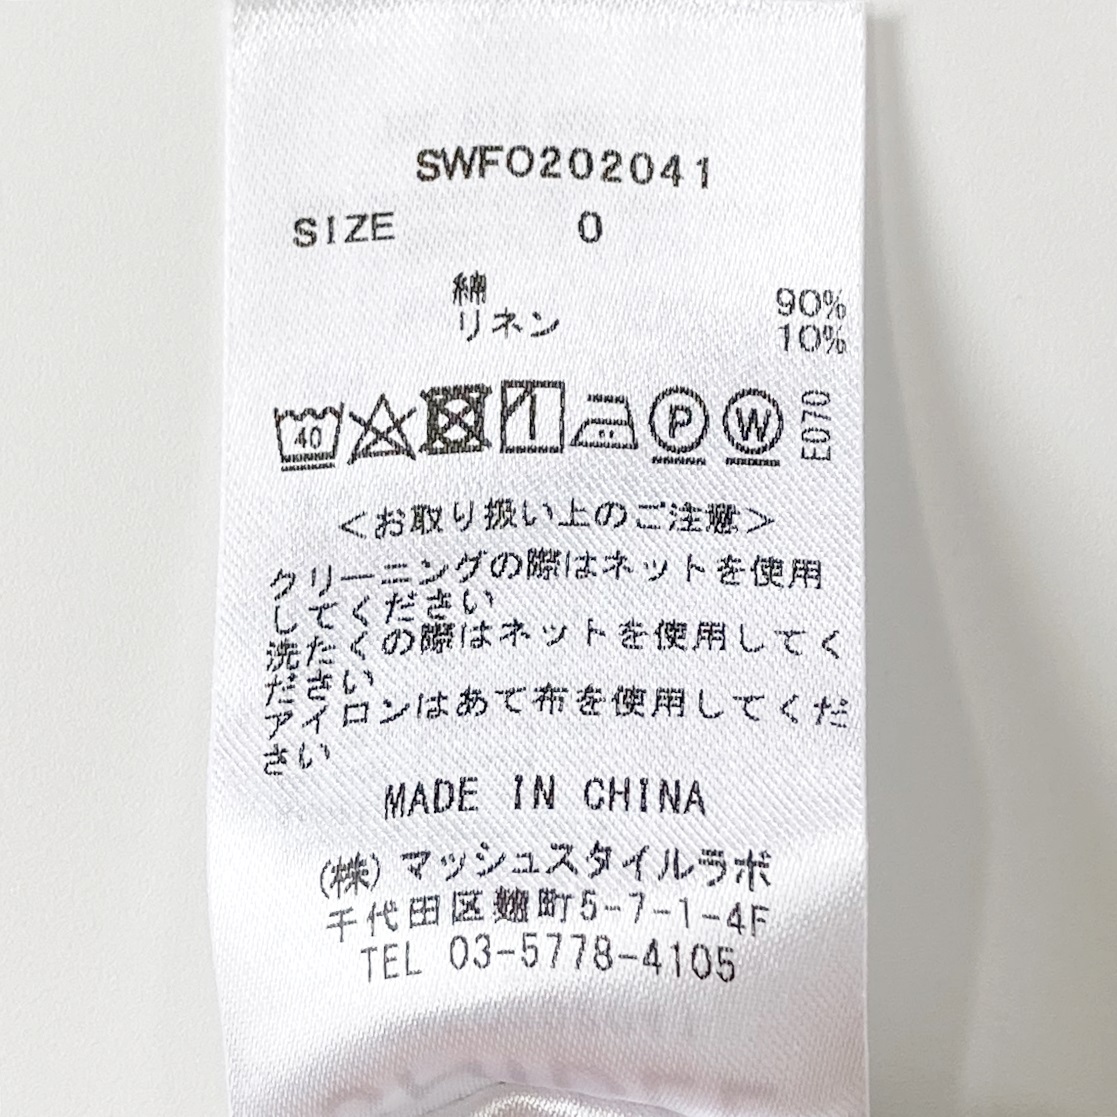 SWFO202041
SIZE 0
綿 90%
リネン 10%
40 P W E070
＜お取り扱い上のご注意＞
クリーニングの際はネットを使用
してください
洗たくの際はネットを使用してく
ださい
アイロンはあて布を使用してくだ
さい
MADE IN CHINA
(株) マッシュスタイルラボ
千代田区麹町5-7-1-4F
TEL 03-5778-4105